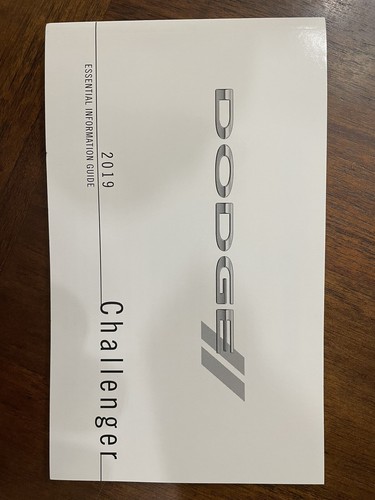 DODGE
2019 Challenger
ESSENTIAL INFORMATION GUIDE